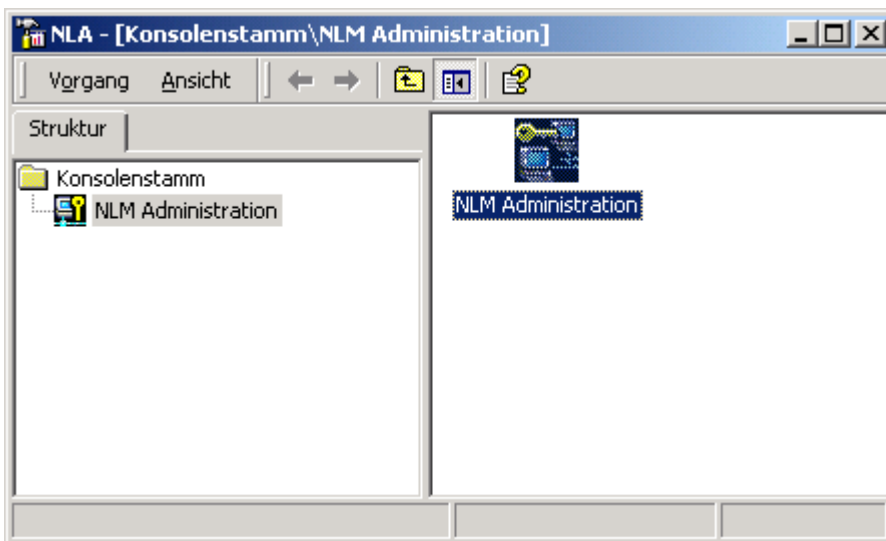 NLA - [Konsolenstamm\NLM Administration]
Vorgang Ansicht
Struktur
Konsolenstamm
NLM Administration
NLM Administration